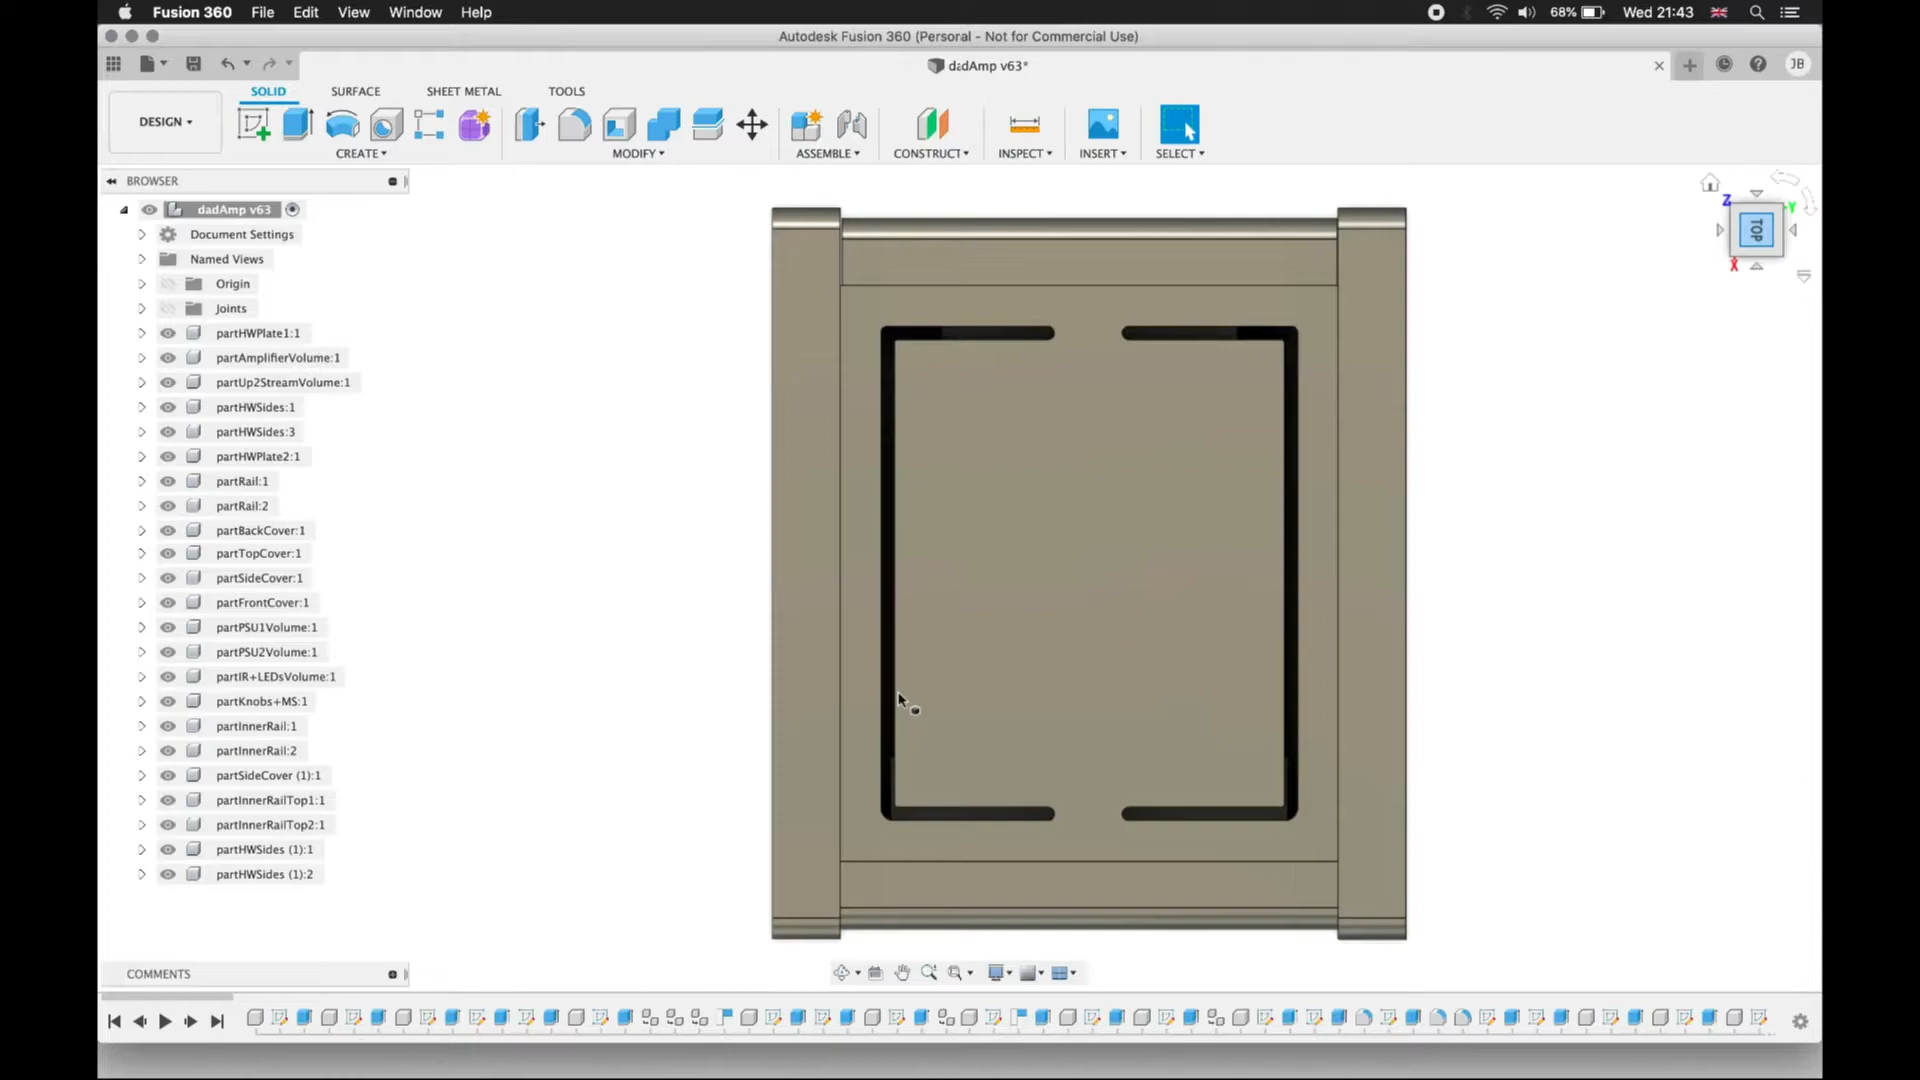 Fusion 360 File Edit View Window Help 68% Wed 21:43
Autodesk Fusion 360 (Personal - Not for Commercial Use)
dadAmp v63* JB
SOLID SURFACE SHEET METAL TOOLS
DESIGN
CREATE MODIFY ASSEMBLE CONSTRUCT INSPECT INSERT SELECT
BROWSER
dadAmp v63
Document Settings
Named Views
Origin
Joints
partHWPlate1:1
partAmplifierVolume:1
partUp2StreamVolume:1
partHWSides:1
partHWSides:3
partHWPlate2:1
partRail:1
partRail:2
partBackCover:1
partTopCover:1
partSideCover:1
partFrontCover:1
partPSU1Volume:1
partPSU2Volume:1
partIR+LEDsVolume:1
partKnobs+MS:1
partInnerRail:1
partInnerRail:2
partSideCover (1):1
partInnerRailTop1:1
partInnerRailTop2:1
partHWSides (1):1
partHWSides (1):2
COMMENTS
Z
Y
TOP
X